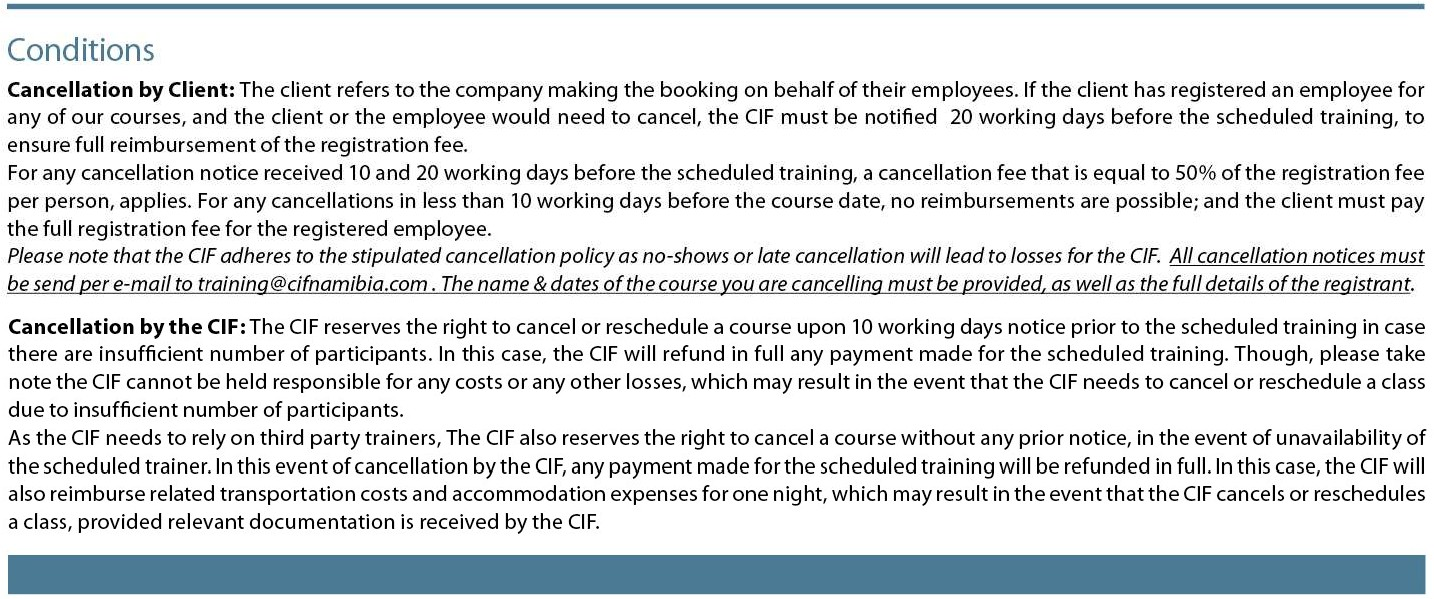 Conditions
Cancellation by Client: The client refers to the company making the booking on behalf of their employees. If the client has registered an employee for
any of our courses, and the client or the employee would need to cancel, the CIF must be notified  20 working days before the scheduled training, to
ensure full reimbursement of the registration fee.
For any cancellation notice received 10 and 20 working days before the scheduled training, a cancellation fee that is equal to 50% of the registration fee
per person, applies. For any cancellations in less than 10 working days before the course date, no reimbursements are possible; and the client must pay
the full registration fee for the registered employee.
Please note that the CIF adheres to the stipulated cancellation policy as no-shows or late cancellation will lead to losses for the CIF.  All cancellation notices must
be send per e-mail to training@cifnamibia.com . The name & dates of the course you are cancelling must be provided, as well as the full details of the registrant.
Cancellation by the CIF: The CIF reserves the right to cancel or reschedule a course upon 10 working days notice prior to the scheduled training in case
there are insufficient number of participants. In this case, the CIF will refund in full any payment made for the scheduled training. Though, please take
note the CIF cannot be held responsible for any costs or any other losses, which may result in the event that the CIF needs to cancel or reschedule a class
due to insufficient number of participants.
As the CIF needs to rely on third party trainers, The CIF also reserves the right to cancel a course without any prior notice, in the event of unavailability of
the scheduled trainer. In this event of cancellation by the CIF, any payment made for the scheduled training will be refunded in full. In this case, the CIF will
also reimburse related transportation costs and accommodation expenses for one night, which may result in the event that the CIF cancels or reschedules
a class, provided relevant documentation is received by the CIF.